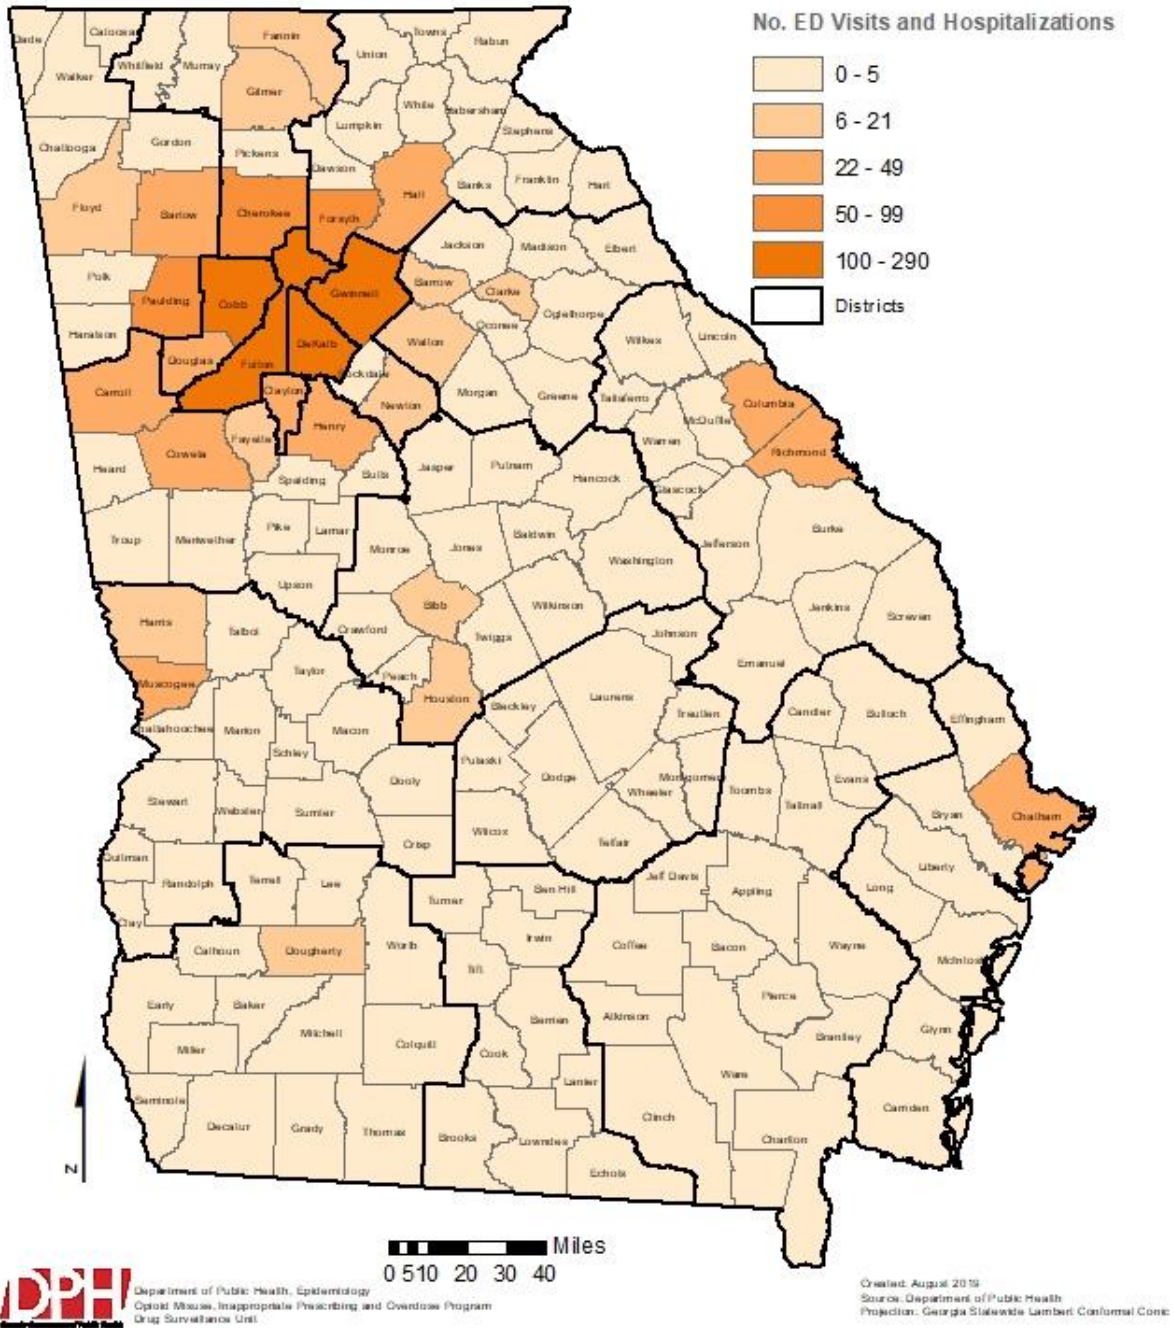 No. ED Visits and Hospitalizations
0 - 5
6 - 21
22 - 49
50 - 99
100 - 290
Districts
Dade
Catoosa
Walker
Whitfield
Murray
Fannin
Gilmer
Union
Towns
Rabun
White
Habersham
Lumpkin
Stephens
Chattooga
Gordon
Pickens
Dawson
Hall
Banks
Franklin
Hart
Floyd
Bartow
Cherokee
Forsyth
Jackson
Madison
Elbert
Polk
Paulding
Cobb
Gwinnett
Barrow
Clarke
Oglethorpe
Oconee
Haralson
Douglas
Fulton
DeKalb
Rockdale
Walton
Wilkes
Lincoln
Carroll
Clayton
Newton
Morgan
Greene
Taliaferro
McDuffie
Columbia
Coweta
Fayette
Henry
Warren
Richmond
Heard
Spalding
Butts
Jasper
Putnam
Hancock
Glascock
Troup
Meriwether
Pike
Lamar
Monroe
Jones
Baldwin
Washington
Jefferson
Burke
Upson
Bibb
Wilkinson
Jenkins
Screven
Harris
Talbot
Crawford
Twiggs
Johnson
Emanuel
Muscogee
Taylor
Peach
Houston
Bleckley
Laurens
Treutlen
Candler
Bulloch
Effingham
Chattahoochee
Marion
Schley
Macon
Pulaski
Dodge
Dooly
Stewart
Webster
Sumter
Wheeler
Montgomery
Toombs
Tattnall
Evans
Bryan
Chatham
Wilcox
Telfair
Crisp
Quitman
Randolph
Terrell
Lee
Turner
Ben Hill
Jeff Davis
Appling
Long
Liberty
Clay
Calhoun
Dougherty
Worth
Irwin
Coffee
Bacon
Wayne
McIntosh
Tift
Early
Baker
Mitchell
Miller
Colquitt
Berrien
Atkinson
Pierce
Brantley
Glynn
Cook
Lanier
Ware
Seminole
Decatur
Grady
Thomas
Brooks
Lowndes
Clinch
Charlton
Camden
Echols
N
Miles
0 5 10 20 30 40
DPH
Department of Public Health, Epidemiology
Opioid Misuse, Inappropriate Prescribing and Overdose Program
Drug Surveillance Unit
Created: August 2019
Source: Department of Public Health
Projection: Georgia Statewide Lambert Conformal Conic